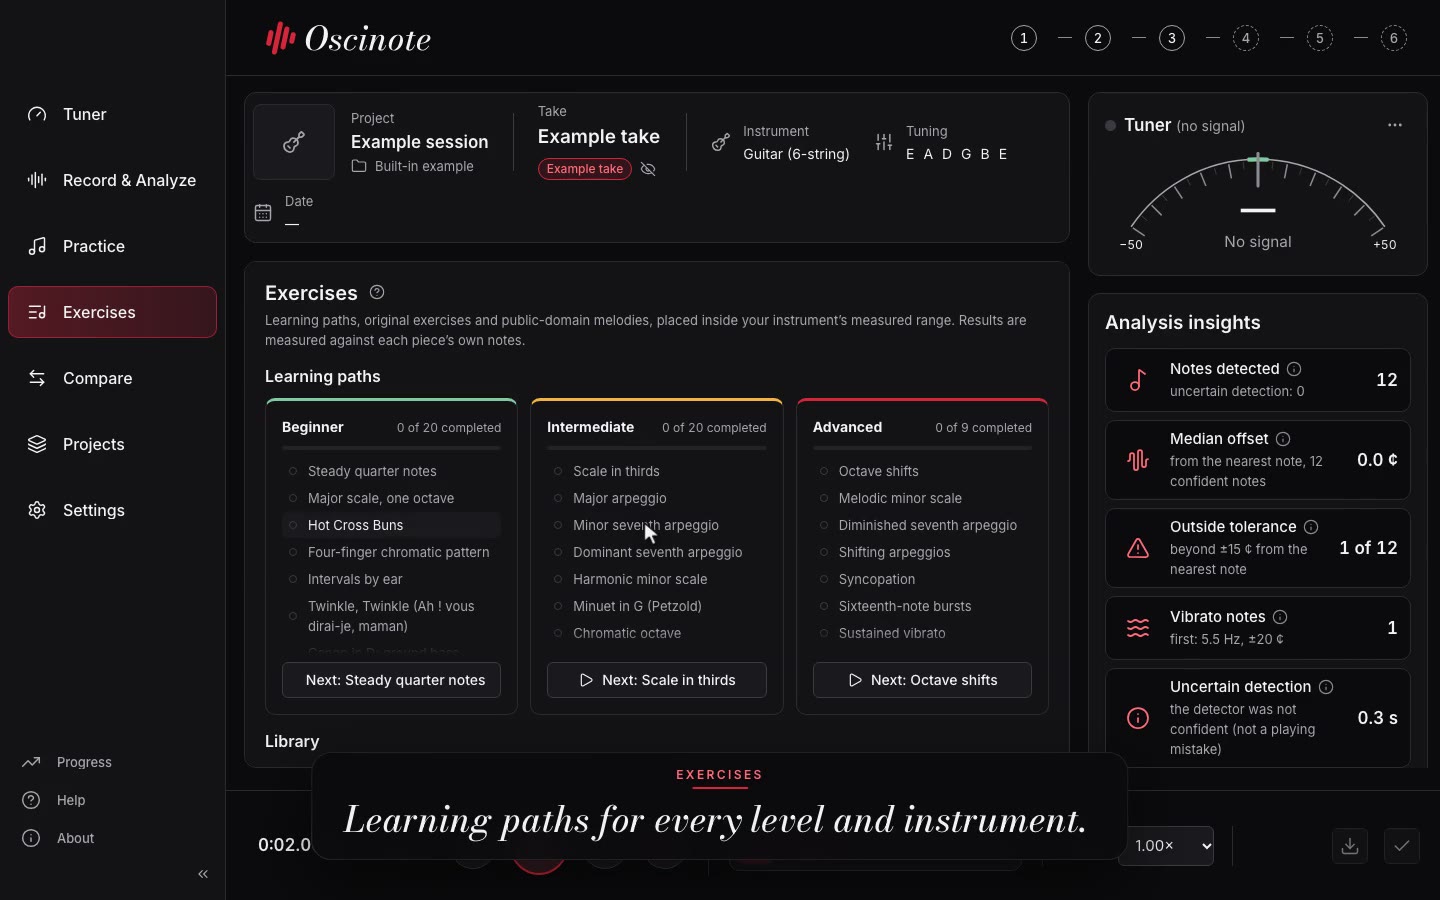 Oscinote
1 — 2 — 3 — 4 — 5 — 6
Tuner
Record & Analyze
Practice
Exercises
Compare
Projects
Settings
Progress
Help
About
«
Project
Example session
Built-in example
Take
Example take
Example take
Instrument
Guitar (6-string)
Tuning
E A D G B E
Date
—
Exercises
Learning paths, original exercises and public-domain melodies, placed inside your instrument’s measured range. Results are
measured against each piece’s own notes.
Learning paths
Beginner 0 of 20 completed
Steady quarter notes
Major scale, one octave
Hot Cross Buns
Four-finger chromatic pattern
Intervals by ear
Twinkle, Twinkle (Ah ! vous
dirai-je, maman)
Next: Steady quarter notes
Intermediate 0 of 20 completed
Scale in thirds
Major arpeggio
Minor seventh arpeggio
Dominant seventh arpeggio
Harmonic minor scale
Minuet in G (Petzold)
Chromatic octave
Next: Scale in thirds
Advanced 0 of 9 completed
Octave shifts
Melodic minor scale
Diminished seventh arpeggio
Shifting arpeggios
Syncopation
Sixteenth-note bursts
Sustained vibrato
Next: Octave shifts
Library
Tuner (no signal)
−50
+50
No signal
Analysis insights
Notes detected
uncertain detection: 0
12
Median offset
from the nearest note, 12
confident notes
0.0 ¢
Outside tolerance
beyond ±15 ¢ from the
nearest note
1 of 12
Vibrato notes
first: 5.5 Hz, ±20 ¢
1
Uncertain detection
the detector was not
confident (not a playing
mistake)
0.3 s
EXERCISES
Learning paths for every level and instrument.
0:02.0
1.00×